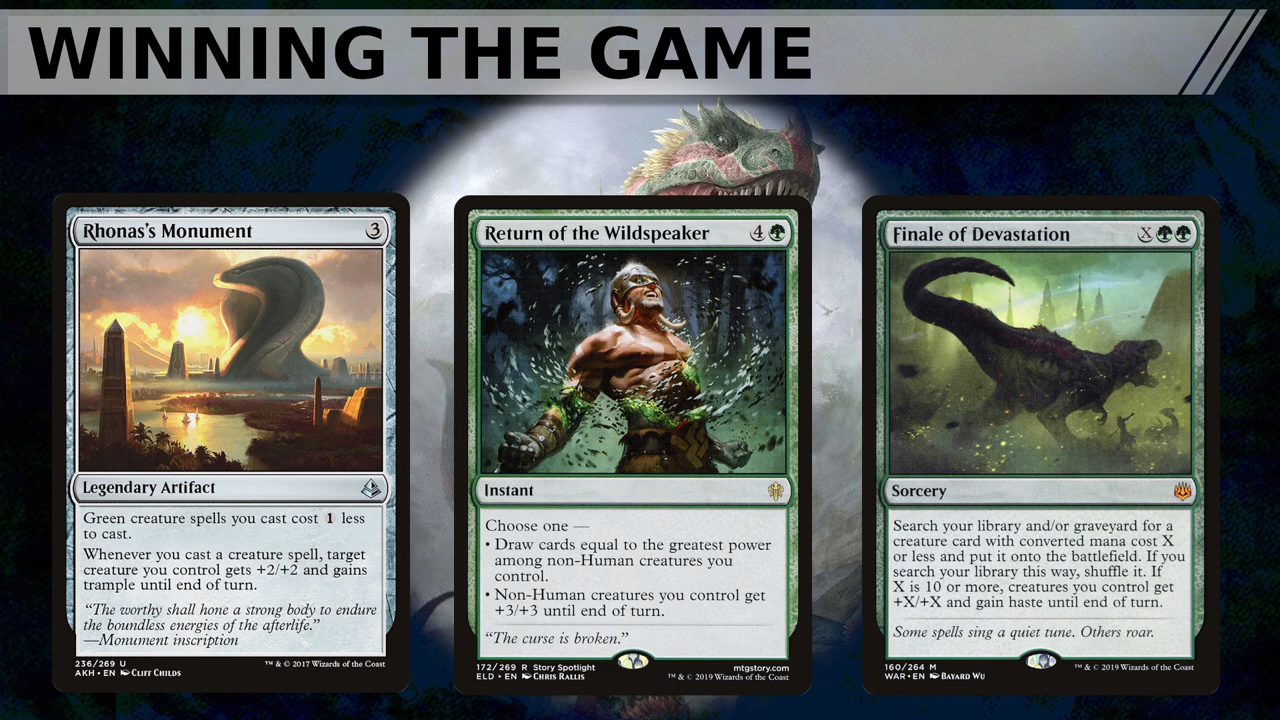 WINNING THE GAME
Rhonas's Monument 3
Legendary Artifact
Green creature spells you cast cost 1 less
to cast.
Whenever you cast a creature spell, target
creature you control gets +2/+2 and gains
trample until end of turn.
"The worthy shall hone a strong body to endure
the boundless energies of the afterlife."
—Monument inscription
236/269 U
AKH • EN Cliff Childs
™ & © 2017 Wizards of the Coast
Return of the Wildspeaker 4
Instant
Choose one —
• Draw cards equal to the greatest power
among non-Human creatures you
control.
• Non-Human creatures you control get
+3/+3 until end of turn.
"The curse is broken."
172/269 R Story Spotlight
ELD • EN Chris Rallis
mtgstory.com
™ & © 2019 Wizards of the Coast
Finale of Devastation X
Sorcery
Search your library and/or graveyard for a
creature card with converted mana cost X
or less and put it onto the battlefield. If you
search your library this way, shuffle it. If
X is 10 or more, creatures you control get
+X/+X and gain haste until end of turn.
Some spells sing a quiet tune. Others roar.
160/264 M
WAR • EN Bayard Wu
™ & © 2019 Wizards of the Coast